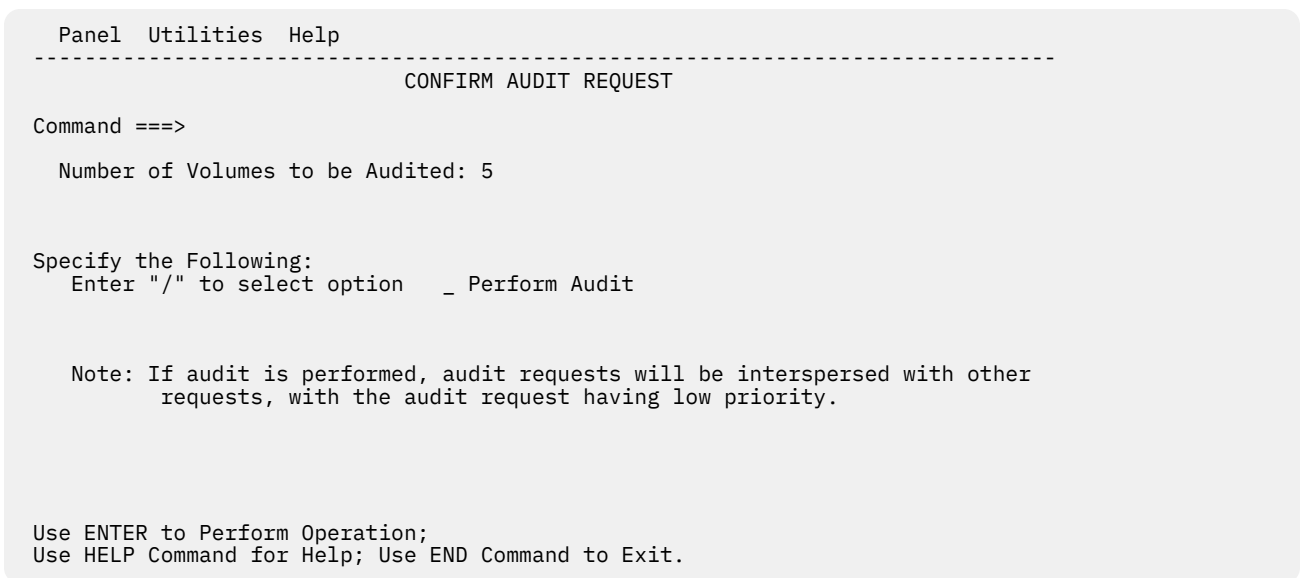 Panel  Utilities  Help
--------------------------------------------------------------------------------
CONFIRM AUDIT REQUEST
Command ===>
Number of Volumes to be Audited: 5
Specify the Following:
Enter "/" to select option   _ Perform Audit
Note: If audit is performed, audit requests will be interspersed with other
requests, with the audit request having low priority.
Use ENTER to Perform Operation;
Use HELP Command for Help; Use END Command to Exit.